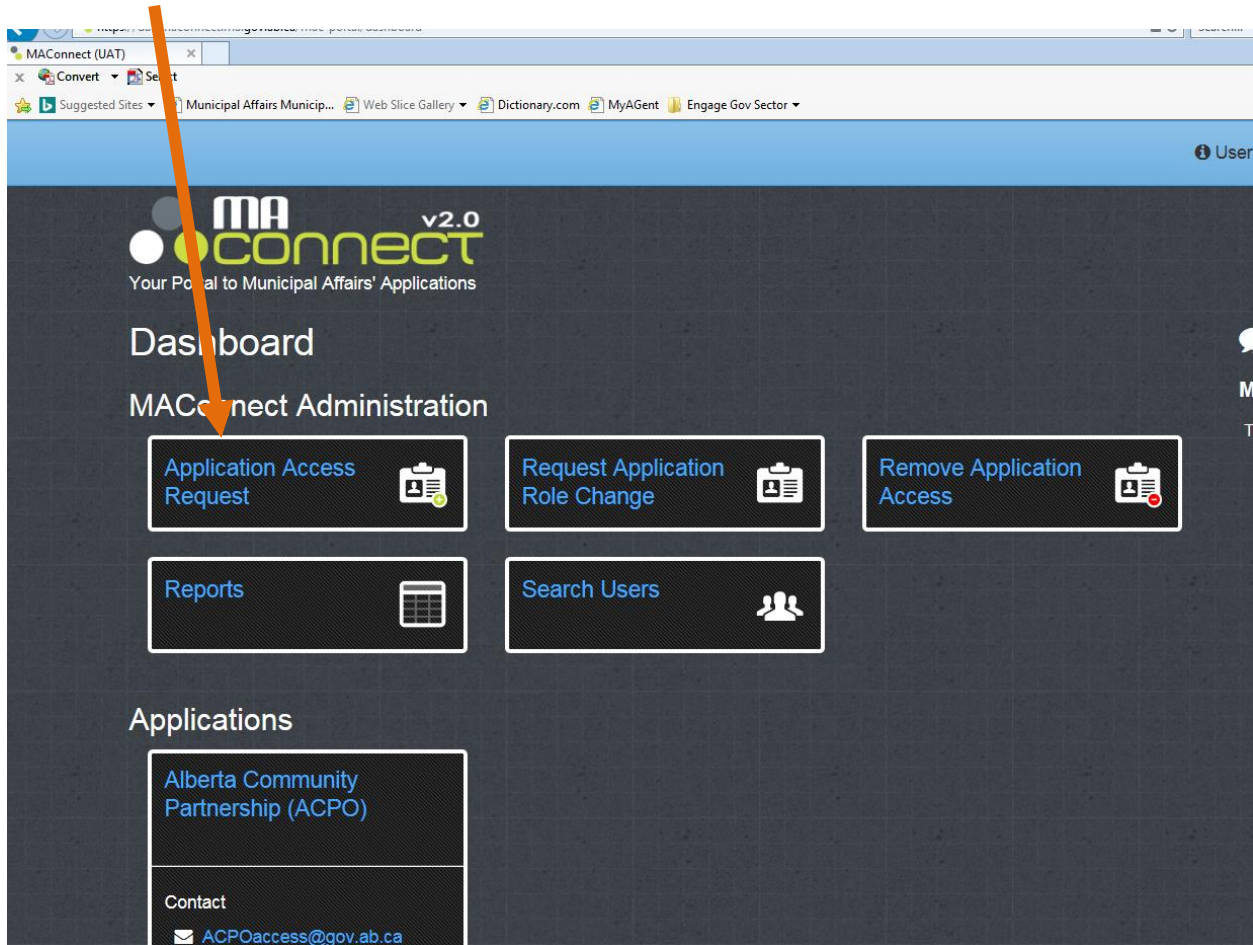 MAConnect (UAT)
Convert Select
Suggested Sites Municipal Affairs Municip... Web Slice Gallery Dictionary.com MyAGent Engage Gov Sector
User
MA
connect v2.0
Your Portal to Municipal Affairs' Applications
Dashboard
MAConnect Administration
Application Access
Request
Request Application
Role Change
Remove Application
Access
Reports
Search Users
Applications
Alberta Community
Partnership (ACPO)
Contact
ACPOaccess@gov.ab.ca